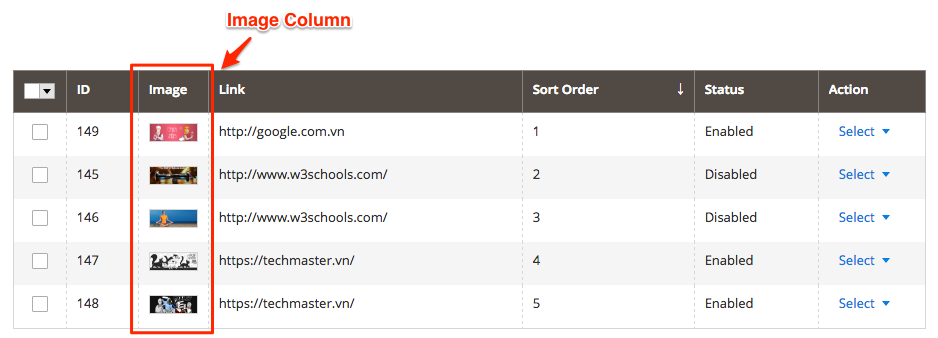 Image Column
ID Image Link Sort Order ↓ Status Action
149 http://google.com.vn 1 Enabled Select
145 http://www.w3schools.com/ 2 Disabled Select
146 http://www.w3schools.com/ 3 Disabled Select
147 https://techmaster.vn/ 4 Enabled Select
148 https://techmaster.vn/ 5 Enabled Select